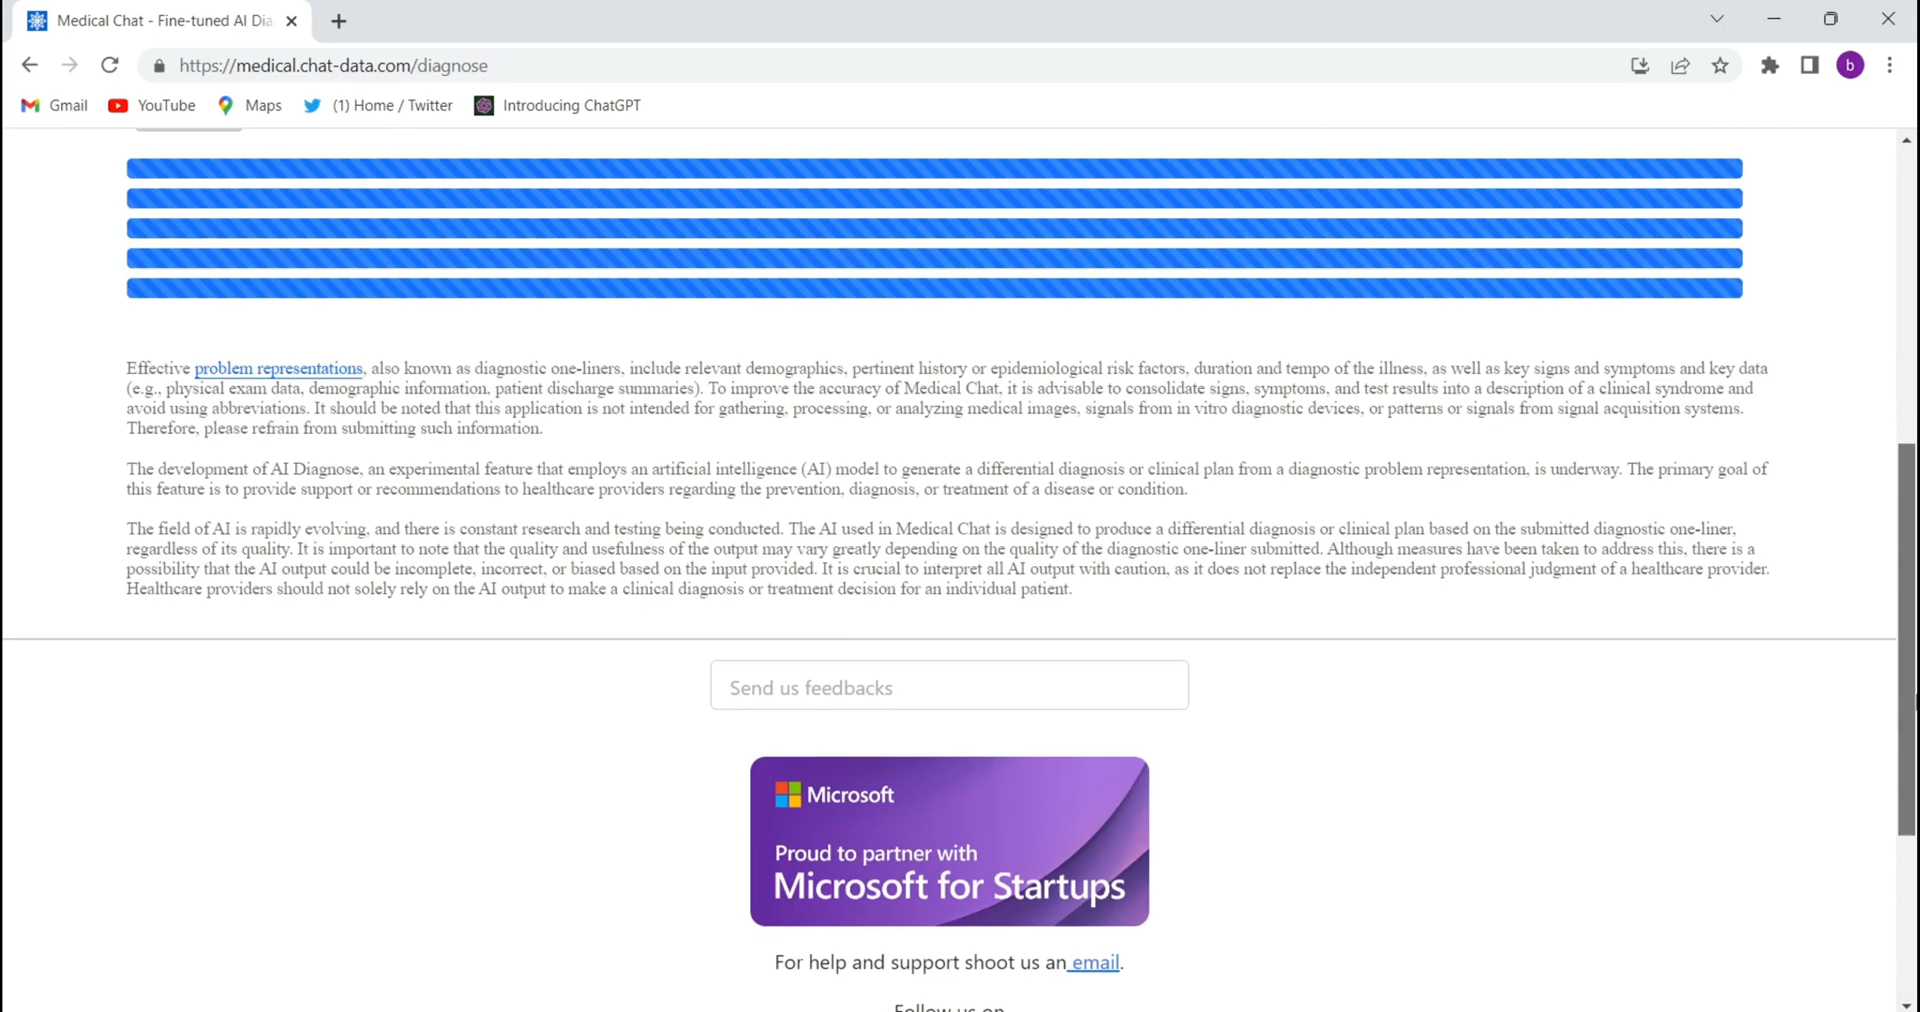 Medical Chat - Fine-tuned AI Dia
https://medical.chat-data.com/diagnose
b
Gmail
YouTube
Maps
(1) Home / Twitter
Introducing ChatGPT
Effective problem representations, also known as diagnostic one-liners, include relevant demographics, pertinent history or epidemiological risk factors, duration and tempo of the illness, as well as key signs and symptoms and key data
(e.g., physical exam data, demographic information, patient discharge summaries). To improve the accuracy of Medical Chat, it is advisable to consolidate signs, symptoms, and test results into a description of a clinical syndrome and
avoid using abbreviations. It should be noted that this application is not intended for gathering, processing, or analyzing medical images, signals from in vitro diagnostic devices, or patterns or signals from signal acquisition systems.
Therefore, please refrain from submitting such information.
The development of AI Diagnose, an experimental feature that employs an artificial intelligence (AI) model to generate a differential diagnosis or clinical plan from a diagnostic problem representation, is underway. The primary goal of
this feature is to provide support or recommendations to healthcare providers regarding the prevention, diagnosis, or treatment of a disease or condition.
The field of AI is rapidly evolving, and there is constant research and testing being conducted. The AI used in Medical Chat is designed to produce a differential diagnosis or clinical plan based on the submitted diagnostic one-liner,
regardless of its quality. It is important to note that the quality and usefulness of the output may vary greatly depending on the quality of the diagnostic one-liner submitted. Although measures have been taken to address this, there is a
possibility that the AI output could be incomplete, incorrect, or biased based on the input provided. It is crucial to interpret all AI output with caution, as it does not replace the independent professional judgment of a healthcare provider.
Healthcare providers should not solely rely on the AI output to make a clinical diagnosis or treatment decision for an individual patient.
Send us feedbacks
Microsoft
Proud to partner with
Microsoft for Startups
For help and support shoot us an email.
Follow us on